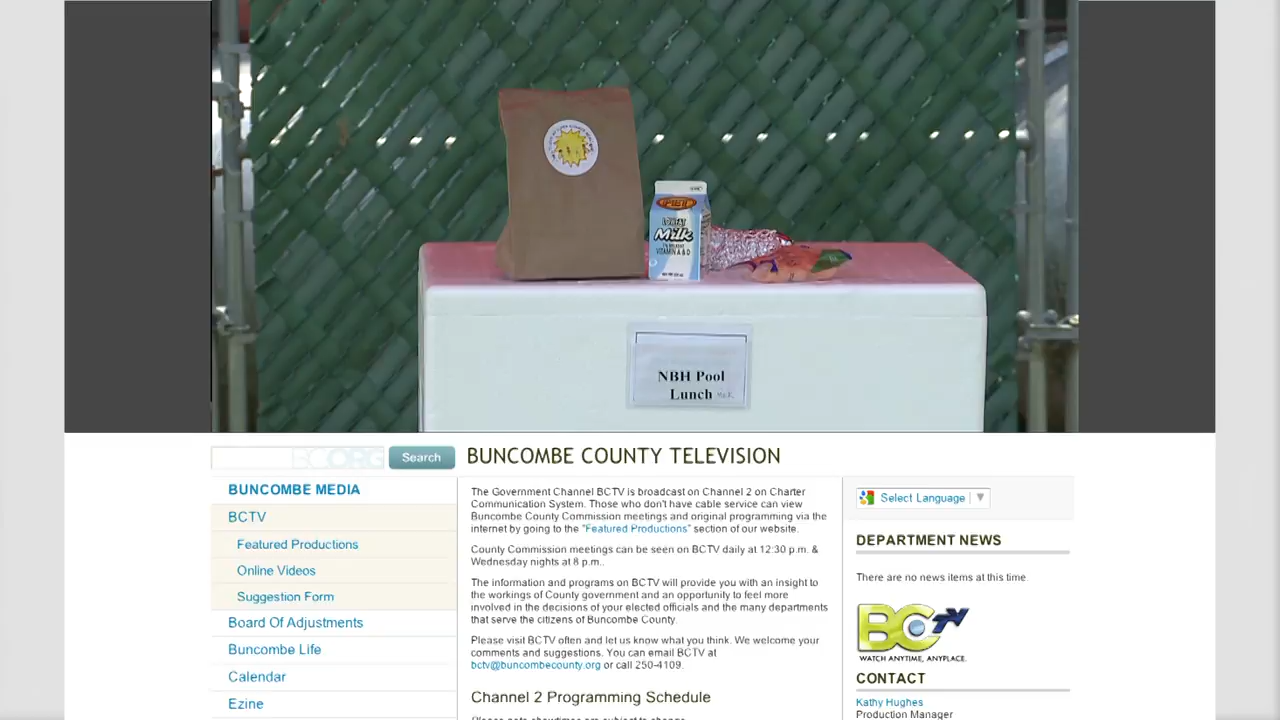 PET
LOWFAT
Milk
VITAMIN A & D
NBH Pool
Lunch
Search
BUNCOMBE COUNTY TELEVISION
BUNCOMBE MEDIA
BCTV
Featured Productions
Online Videos
Suggestion Form
Board Of Adjustments
Buncombe Life
Calendar
Ezine
The Government Channel BCTV is broadcast on Channel 2 on Charter
Communication System. Those who don't have cable service can view
Buncombe County Commission meetings and original programming via the
internet by going to the "Featured Productions" section of our website.
County Commission meetings can be seen on BCTV daily at 12:30 p.m. &
Wednesday nights at 8 p.m..
The information and programs on BCTV will provide you with an insight to
the workings of County government and an opportunity to feel more
involved in the decisions of your elected officials and the many departments
that serve the citizens of Buncombe County.
Please visit BCTV often and let us know what you think. We welcome your
comments and suggestions. You can email BCTV at
bctv@buncombecounty.org or call 250-4109.
Channel 2 Programming Schedule
Please note showtimes are subject to change.
Select Language
DEPARTMENT NEWS
There are no news items at this time
BCTV
WATCH ANYTIME, ANYPLACE.
CONTACT
Kathy Hughes
Production Manager